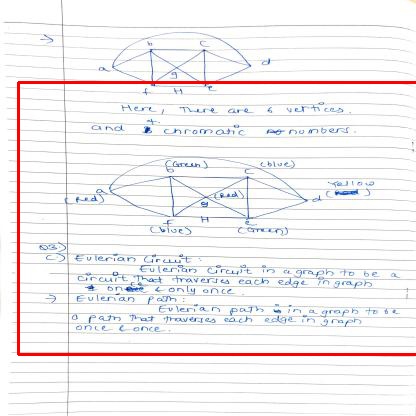 →
b c
a g d
f H e
Here, There are 6 vertices.
and 4 chromatic numbers.
(Green) (blue)
b c
Yellow
a (Red) g (Red) d
f H e
(blue) (Green)
Q3)
C) Eulerian Circuit:
Eulerian Circuit in a graph to be a
circuit That traverses each edge in graph
once & only once.
→ Eulerian path:
Eulerian path is in a graph to be
a path that traverses each edge in graph
once & once.